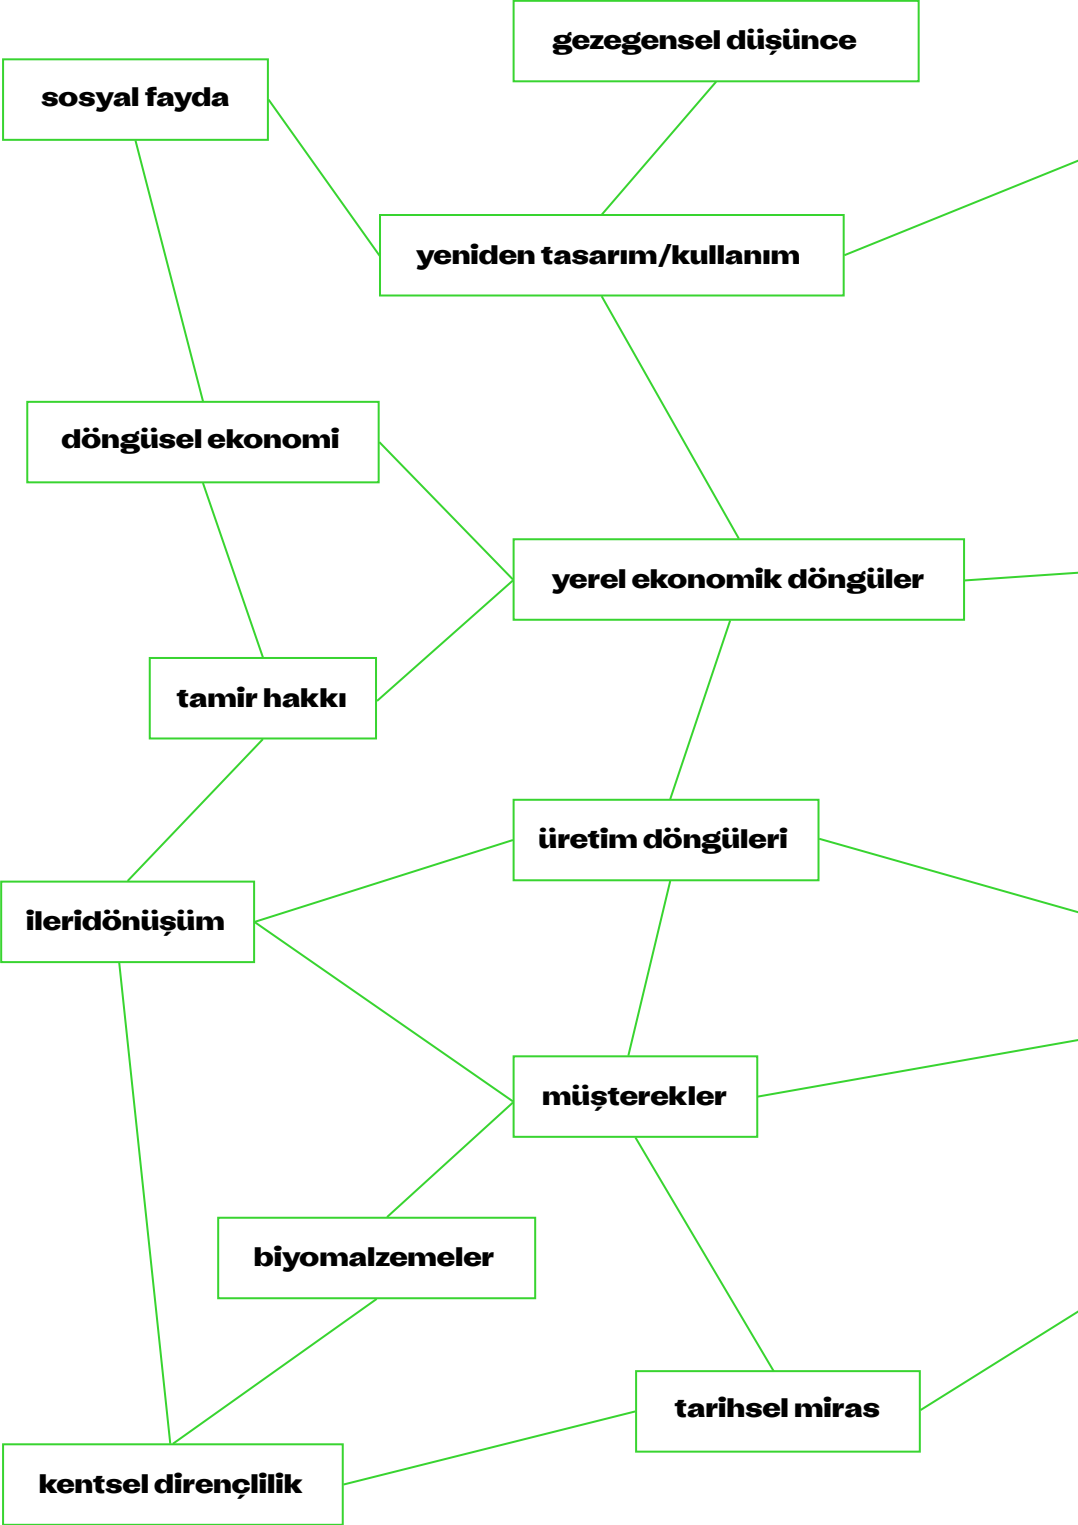 gezegensel düşünce
sosyal fayda
yeniden tasarım/kullanım
döngüsel ekonomi
yerel ekonomik döngüler
tamir hakkı
üretim döngüleri
ileridönüşüm
müşterekler
biyomalzemeler
tarihsel miras
kentsel dirençlilik